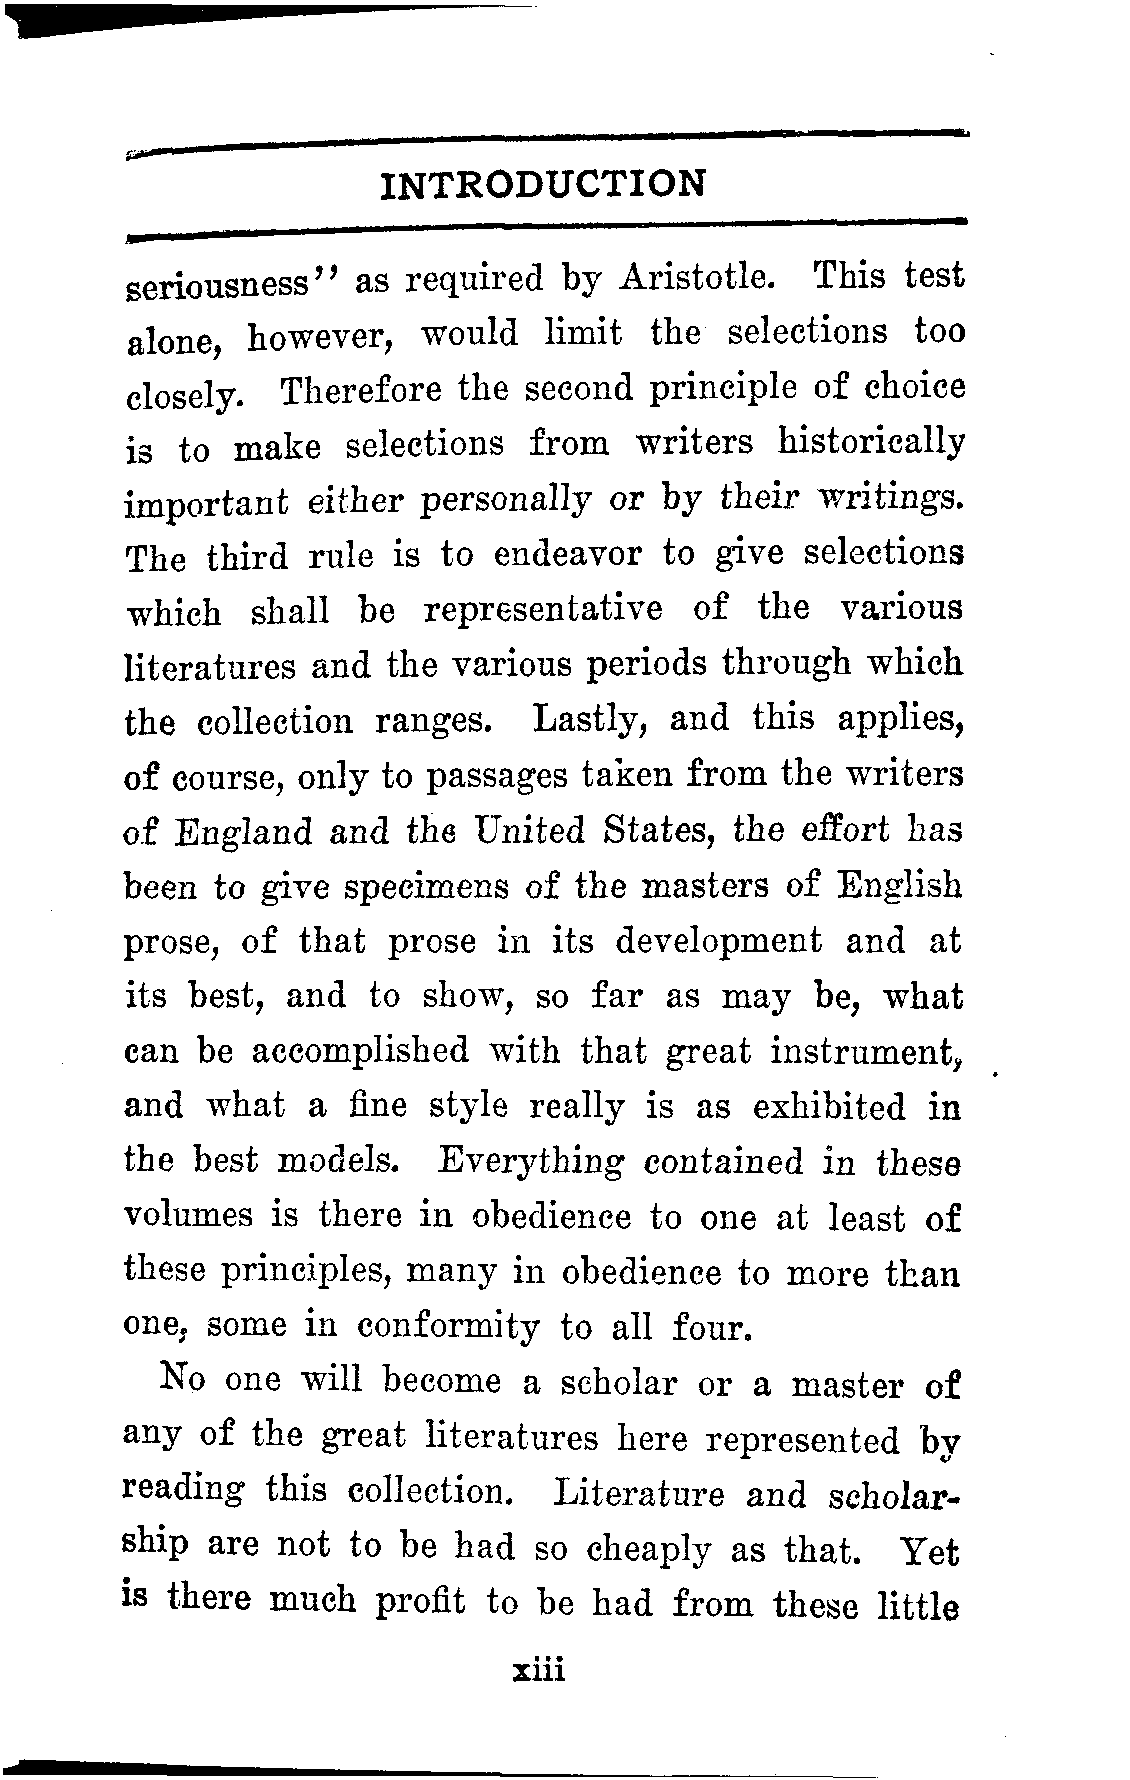 INTRODUCTION
seriousness’’ as required by Aristotle. This test
alone, however, would limit the selections too
closely. Therefore the second principle of choice
is to make selections from writers historically
important either personally or by their writings.
The third rule is to endeavor to give selections
which shall be representative of the various
literatures and the various periods through which
the collection ranges. Lastly, and this applies,
of course, only to passages taken from the writers
of England and the United States, the effort has
been to give specimens of the masters of English
prose, of that prose in its development and at
its best, and to show, so far as may be, what
can be accomplished with that great instrument,
and what a fine style really is as exhibited in
the best models. Everything contained in these
volumes is there in obedience to one at least of
these principles, many in obedience to more than
one, some in conformity to all four.
No one will become a scholar or a master of
any of the great literatures here represented by
reading this collection. Literature and scholar-
ship are not to be had so cheaply as that. Yet
is there much profit to be had from these little
xiii